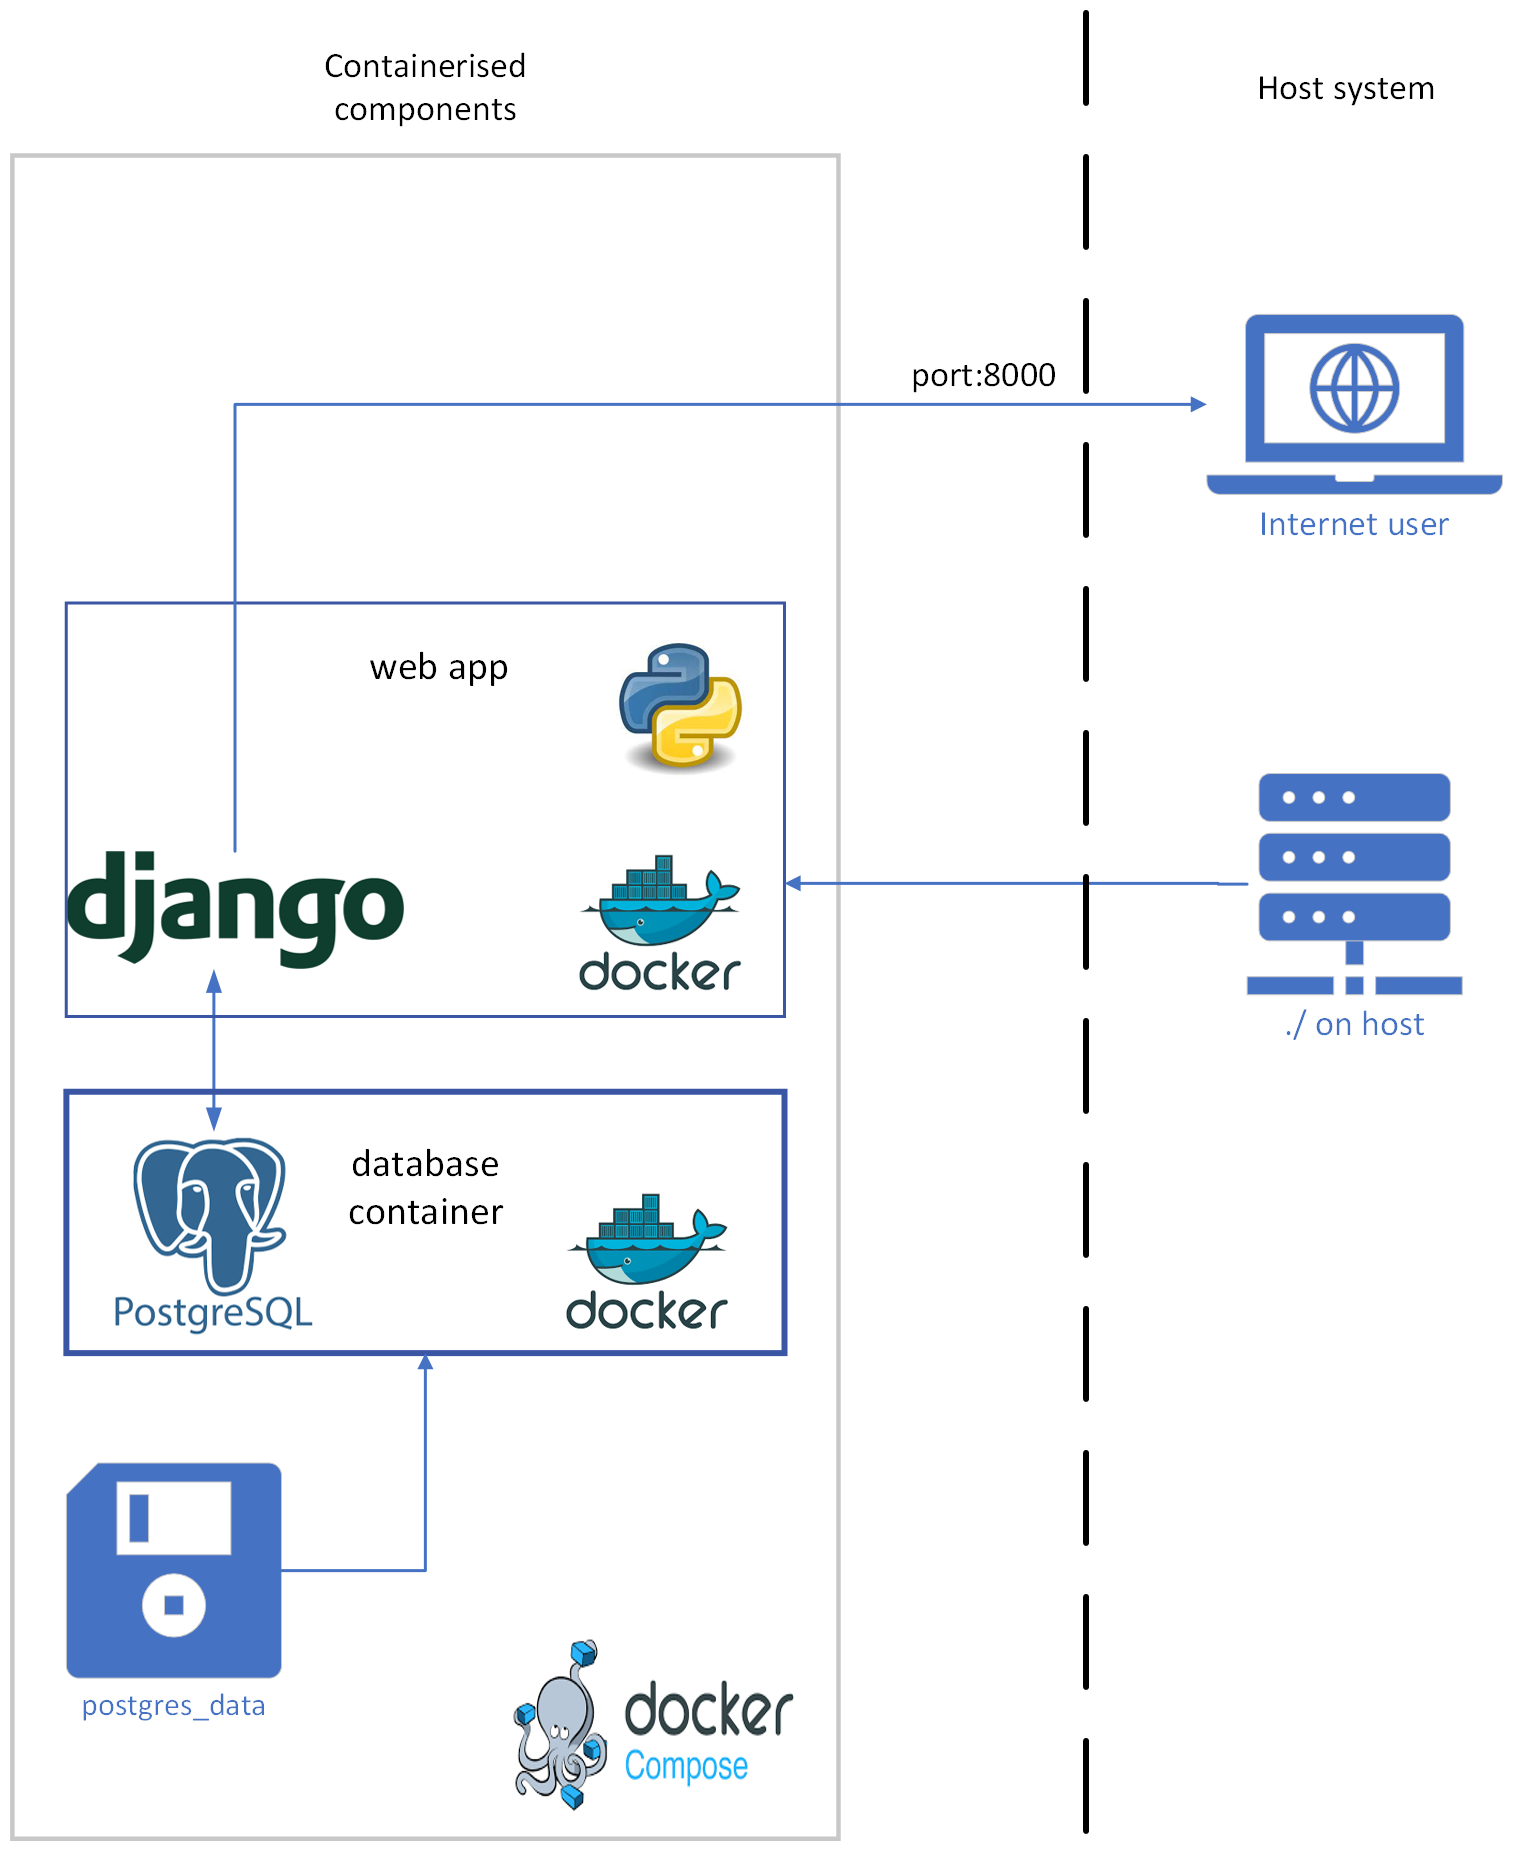 Containerised
components
Host system
port:8000
Internet user
web app
django
docker
./ on host
database
container
PostgreSQL
docker
postgres_data
docker
Compose